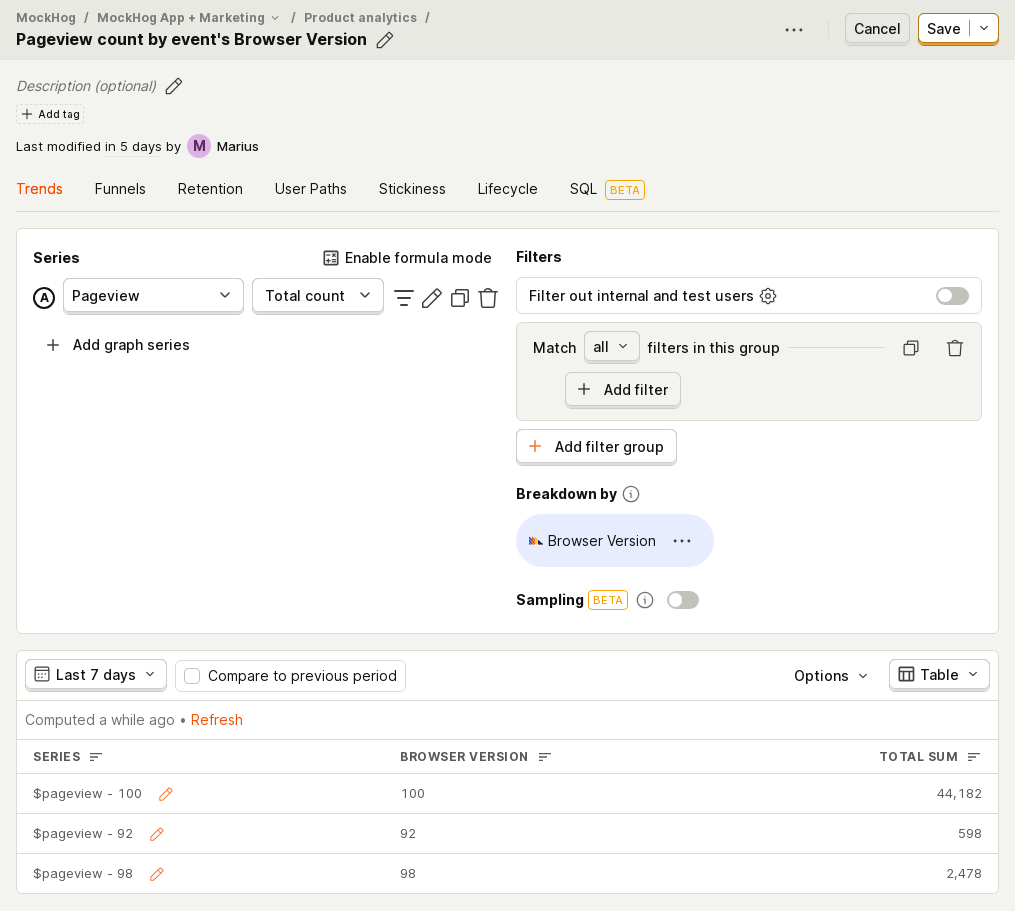 MockHog / MockHog App + Marketing / Product analytics /
Pageview count by event's Browser Version
Cancel
Save
Description (optional)
Add tag
Last modified in 5 days by M Marius
Trends Funnels Retention User Paths Stickiness Lifecycle SQL BETA
Series
Enable formula mode
A Pageview Total count
Add graph series
Filters
Filter out internal and test users
Match all filters in this group
Add filter
Add filter group
Breakdown by
Browser Version
Sampling BETA
Last 7 days Compare to previous period Options Table
Computed a while ago • Refresh
SERIES BROWSER VERSION TOTAL SUM
$pageview - 100 100 44,182
$pageview - 92 92 598
$pageview - 98 98 2,478